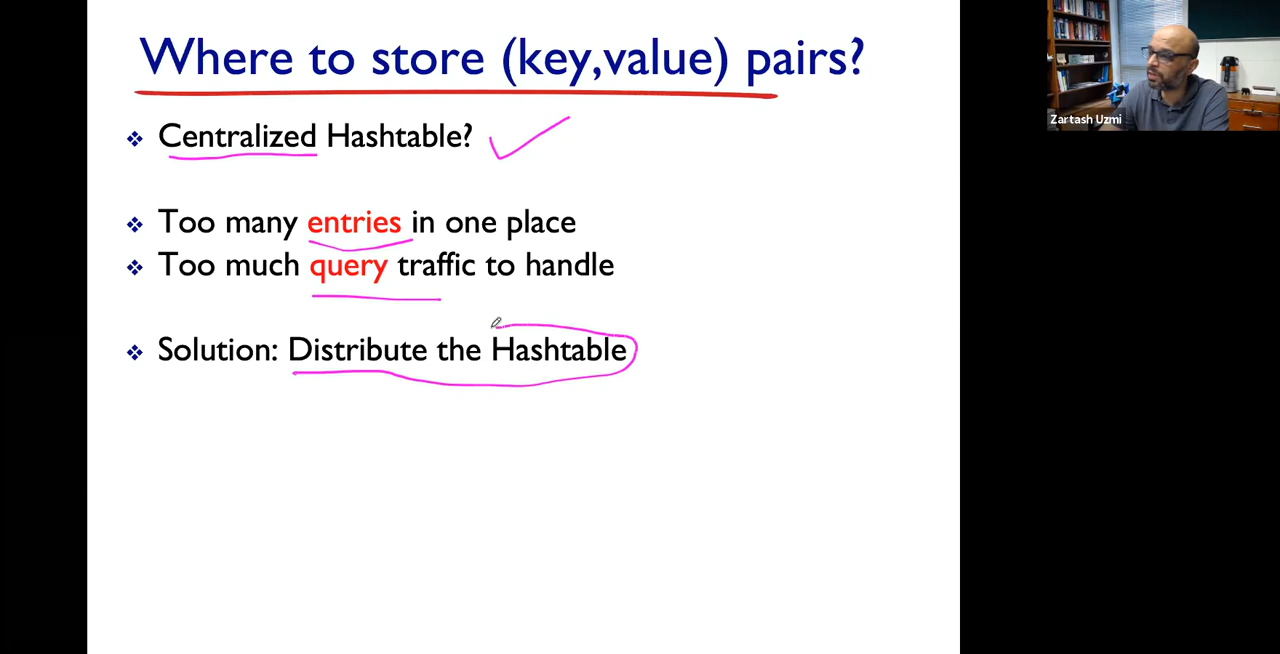 Where to store (key,value) pairs?
Centralized Hashtable?
Too many entries in one place
Too much query traffic to handle
Solution: Distribute the Hashtable
Zartash Uzmi